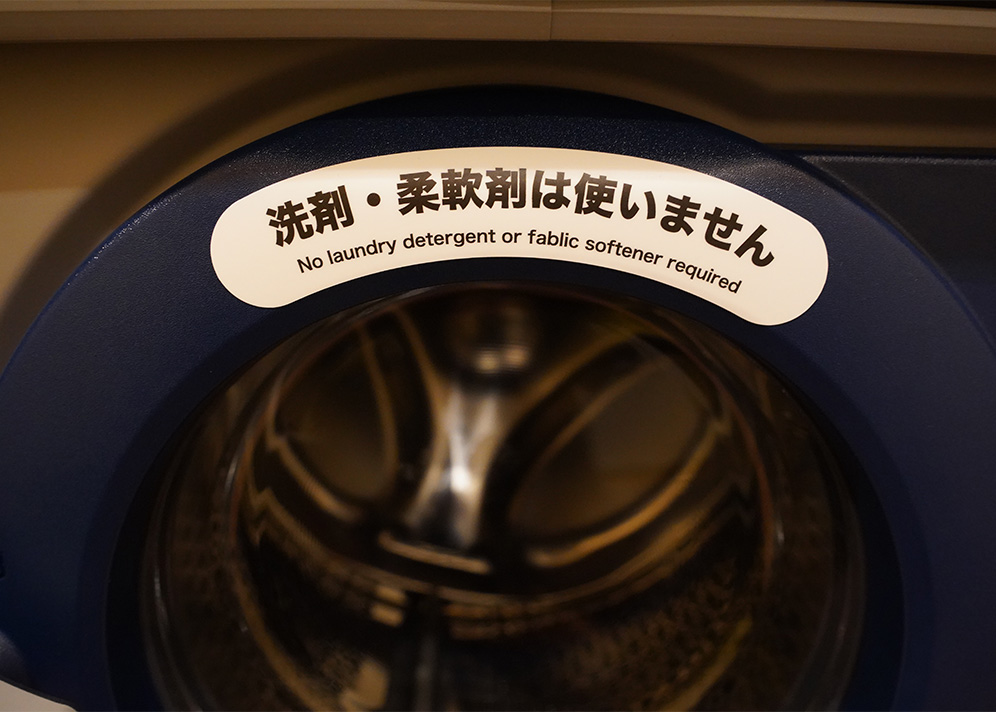 洗剤・柔軟剤は使いません
No laundry detergent or fablic softener required